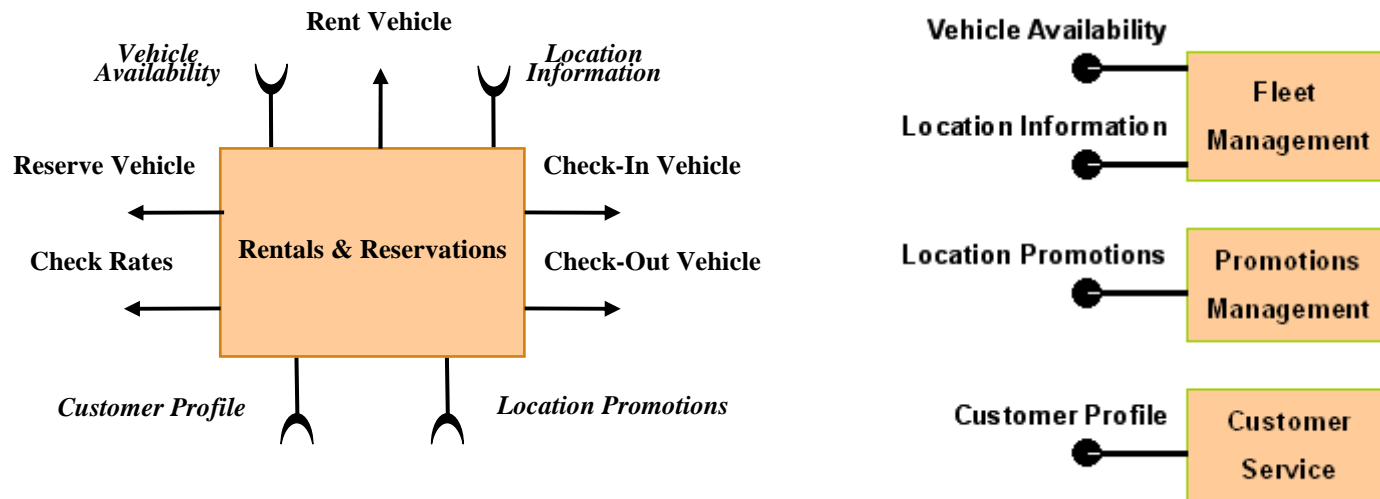 Rent Vehicle
Vehicle
Availability
Location
Information
Reserve Vehicle
Check-In Vehicle
Rentals & Reservations
Check Rates
Check-Out Vehicle
Customer Profile
Location Promotions
Vehicle Availability
Fleet
Management
Location Information
Location Promotions
Promotions
Management
Customer Profile
Customer
Service